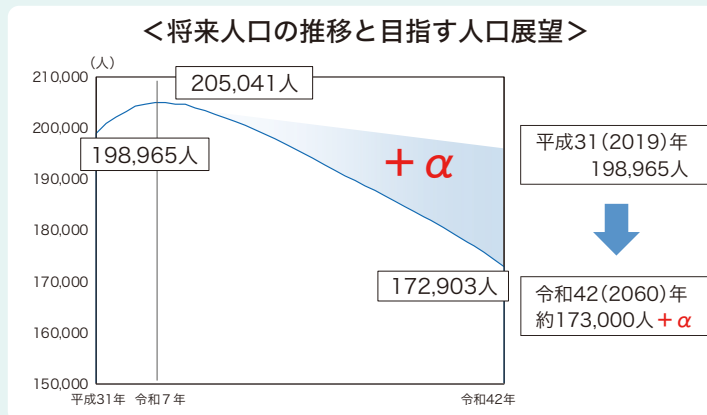 ＜将来人口の推移と目指す人口展望＞
（人）
210,000
200,000
190,000
180,000
170,000
160,000
150,000
205,041人
198,965人
＋α
172,903人
平成31年
令和7年
令和42年
平成31（2019）年
198,965人
令和42（2060）年
約173,000人＋α